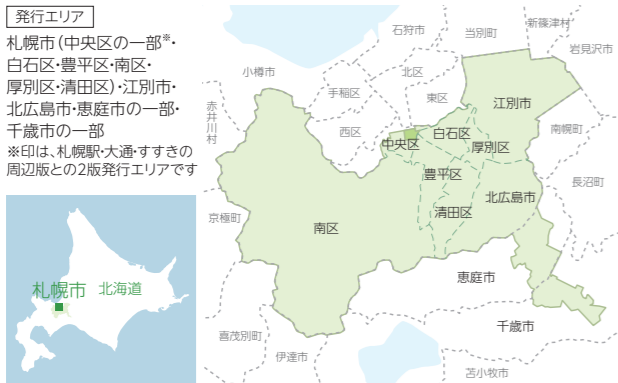 発行エリア
札幌市(中央区の一部※・
白石区・豊平区・南区・
厚別区・清田区)・江別市・
北広島市・恵庭市の一部・
千歳市の一部
※印は、札幌駅・大通・すすきの
周辺版との2版発行エリアです
札幌市
北海道
石狩市
当別町
新篠津村
岩見沢市
小樽市
手稲区
北区
東区
江別市
赤井川村
西区
中央区
白石区
厚別区
南幌町
豊平区
長沼町
京極町
南区
清田区
北広島市
恵庭市
千歳市
喜茂別町
伊達市
苫小牧市